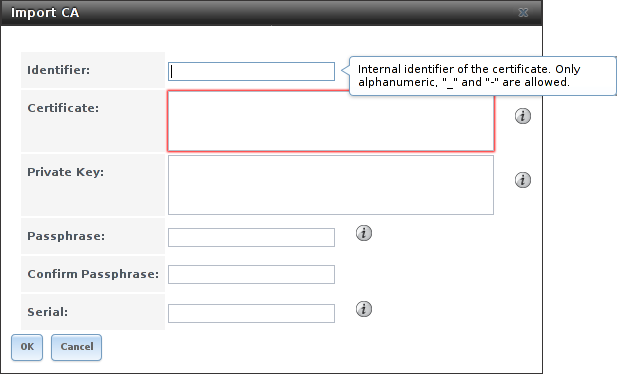 Import CA
Identifier:
Internal identifier of the certificate. Only
alphanumeric, "_" and "-" are allowed.
Certificate:
Private Key:
Passphrase:
Confirm Passphrase:
Serial:
OK Cancel